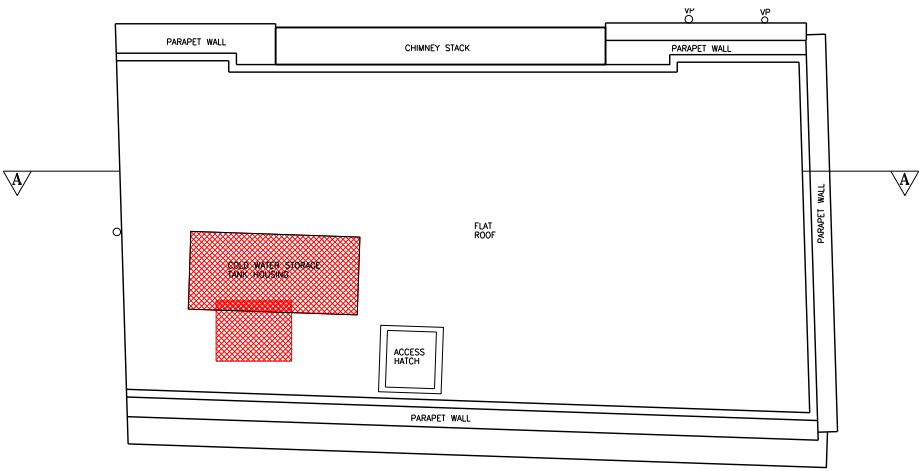 VP
VP
PARAPET WALL
CHIMNEY STACK
PARAPET WALL
A
A
PARAPET WALL
FLAT
ROOF
COLD WATER STORAGE
TANK HOUSING
ACCESS
HATCH
PARAPET WALL